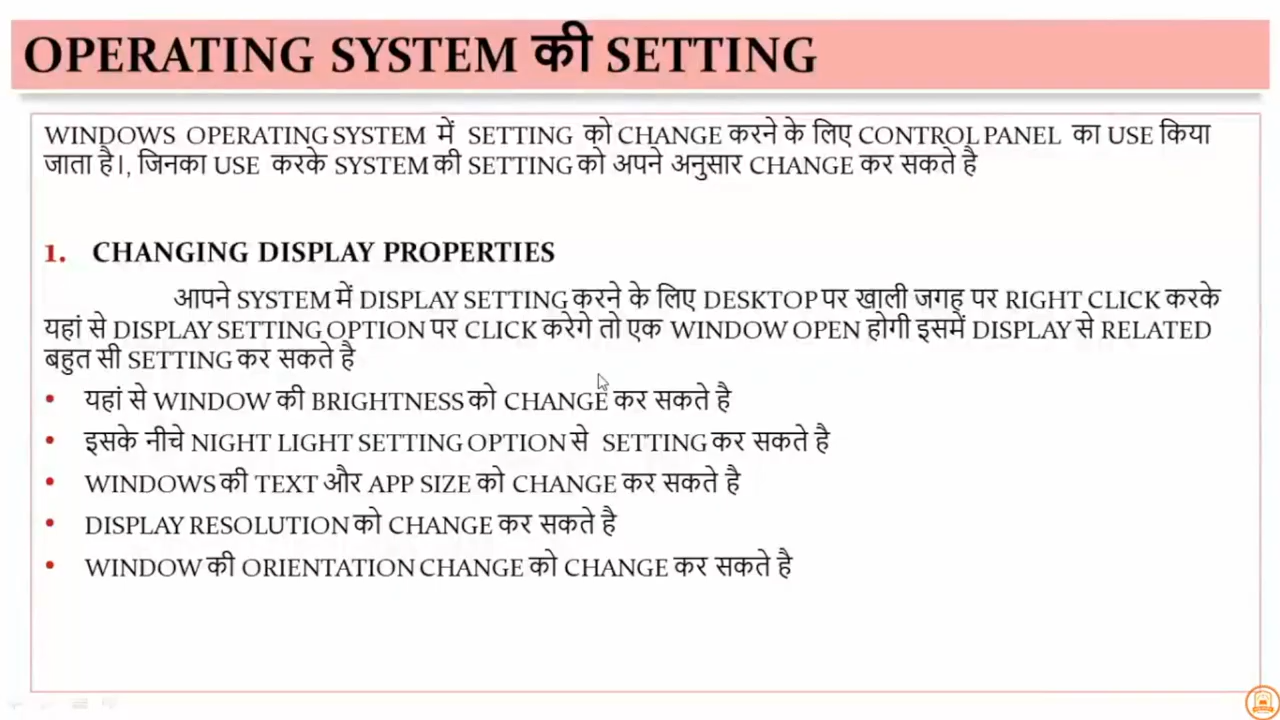 OPERATING SYSTEM की SETTING
WINDOWS OPERATING SYSTEM में SETTING को CHANGE करने के लिए CONTROL PANEL का USE किया
जाता है।, जिनका USE करके SYSTEM की SETTING को अपने अनुसार CHANGE कर सकते है
1. CHANGING DISPLAY PROPERTIES
आपने SYSTEM में DISPLAY SETTING करने के लिए DESKTOP पर खाली जगह पर RIGHT CLICK करके
यहां से DISPLAY SETTING OPTION पर CLICK करेगे तो एक WINDOW OPEN होगी इसमें DISPLAY से RELATED
बहुत सी SETTING कर सकते है
• यहां से WINDOW की BRIGHTNESS को CHANGE कर सकते है
• इसके नीचे NIGHT LIGHT SETTING OPTION से SETTING कर सकते है
• WINDOWS की TEXT और APP SIZE को CHANGE कर सकते है
• DISPLAY RESOLUTION को CHANGE कर सकते है
• WINDOW की ORIENTATION CHANGE को CHANGE कर सकते है